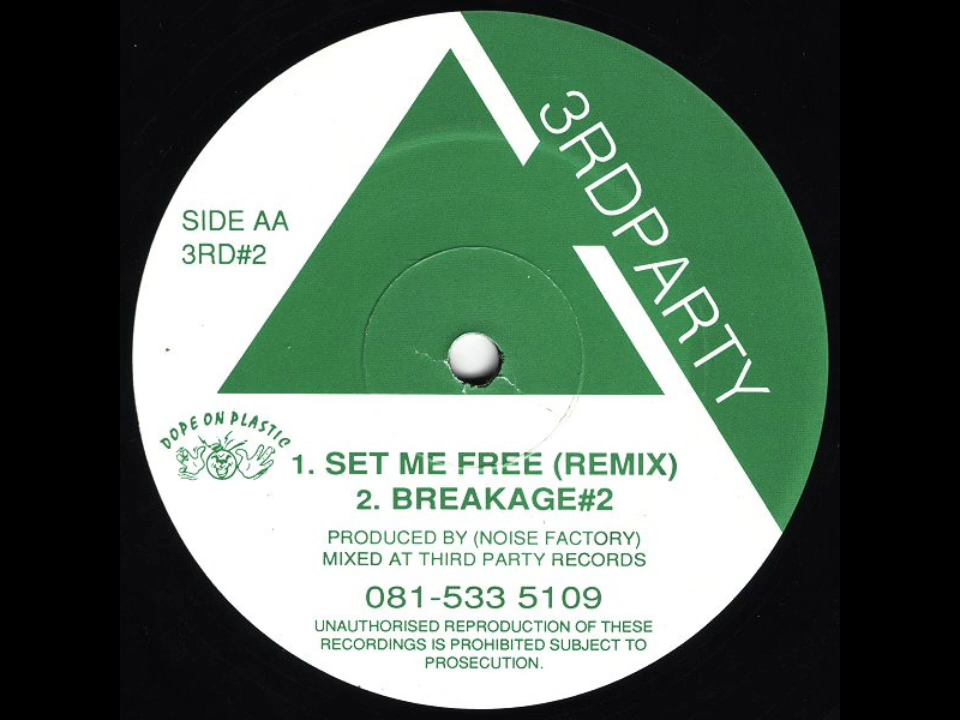 3RDPARTY
SIDE AA
3RD#2
DOPE ON PLASTIC
1. SET ME FREE (REMIX)
2. BREAKAGE#2
PRODUCED BY (NOISE FACTORY)
MIXED AT THIRD PARTY RECORDS
081-533 5109
UNAUTHORISED REPRODUCTION OF THESE
RECORDINGS IS PROHIBITED SUBJECT TO
PROSECUTION.